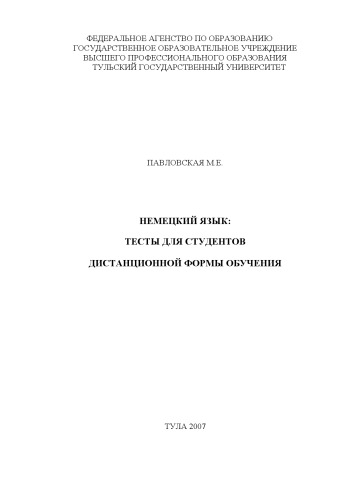 ФЕДЕРАЛЬНОЕ АГЕНСТВО ПО ОБРАЗОВАНИЮ
ГОСУДАРСТВЕННОЕ ОБРАЗОВАТЕЛЬНОЕ УЧРЕЖДЕНИЕ
ВЫСШЕГО ПРОФЕССИОНАЛЬНОГО ОБРАЗОВАНИЯ
ТУЛЬСКИЙ ГОСУДАРСТВЕННЫЙ УНИВЕРСИТЕТ
ПАВЛОВСКАЯ М.Е.
НЕМЕЦКИЙ ЯЗЫК:
ТЕСТЫ ДЛЯ СТУДЕНТОВ
ДИСТАНЦИОННОЙ ФОРМЫ ОБУЧЕНИЯ
ТУЛА 2007